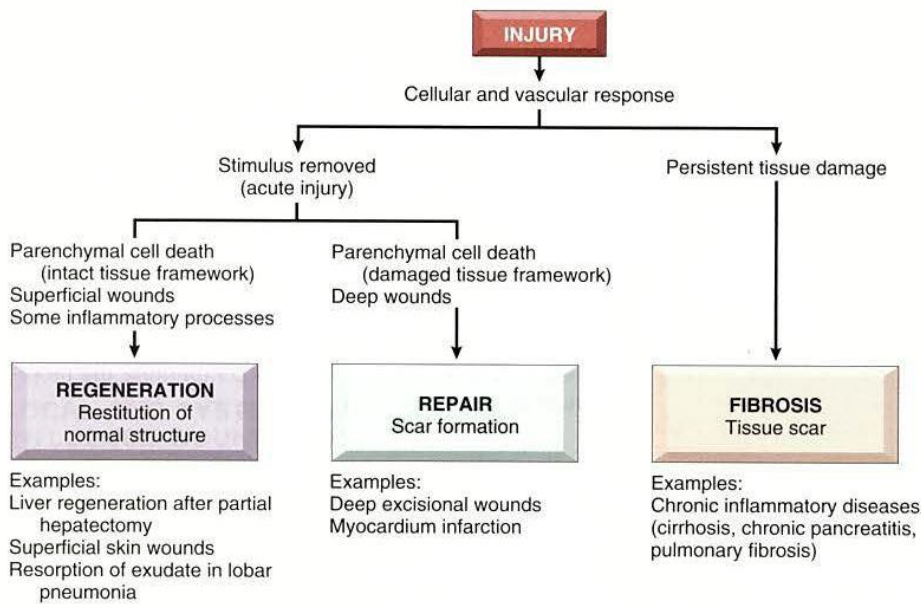 INJURY
Cellular and vascular response
Stimulus removed
(acute injury)
Persistent tissue damage
Parenchymal cell death
(intact tissue framework)
Superficial wounds
Some inflammatory processes
Parenchymal cell death
(damaged tissue framework)
Deep wounds
REGENERATION
Restitution of
normal structure
REPAIR
Scar formation
FIBROSIS
Tissue scar
Examples:
Liver regeneration after partial
hepatectomy
Superficial skin wounds
Resorption of exudate in lobar
pneumonia
Examples:
Deep excisional wounds
Myocardium infarction
Examples:
Chronic inflammatory diseases
(cirrhosis, chronic pancreatitis,
pulmonary fibrosis)